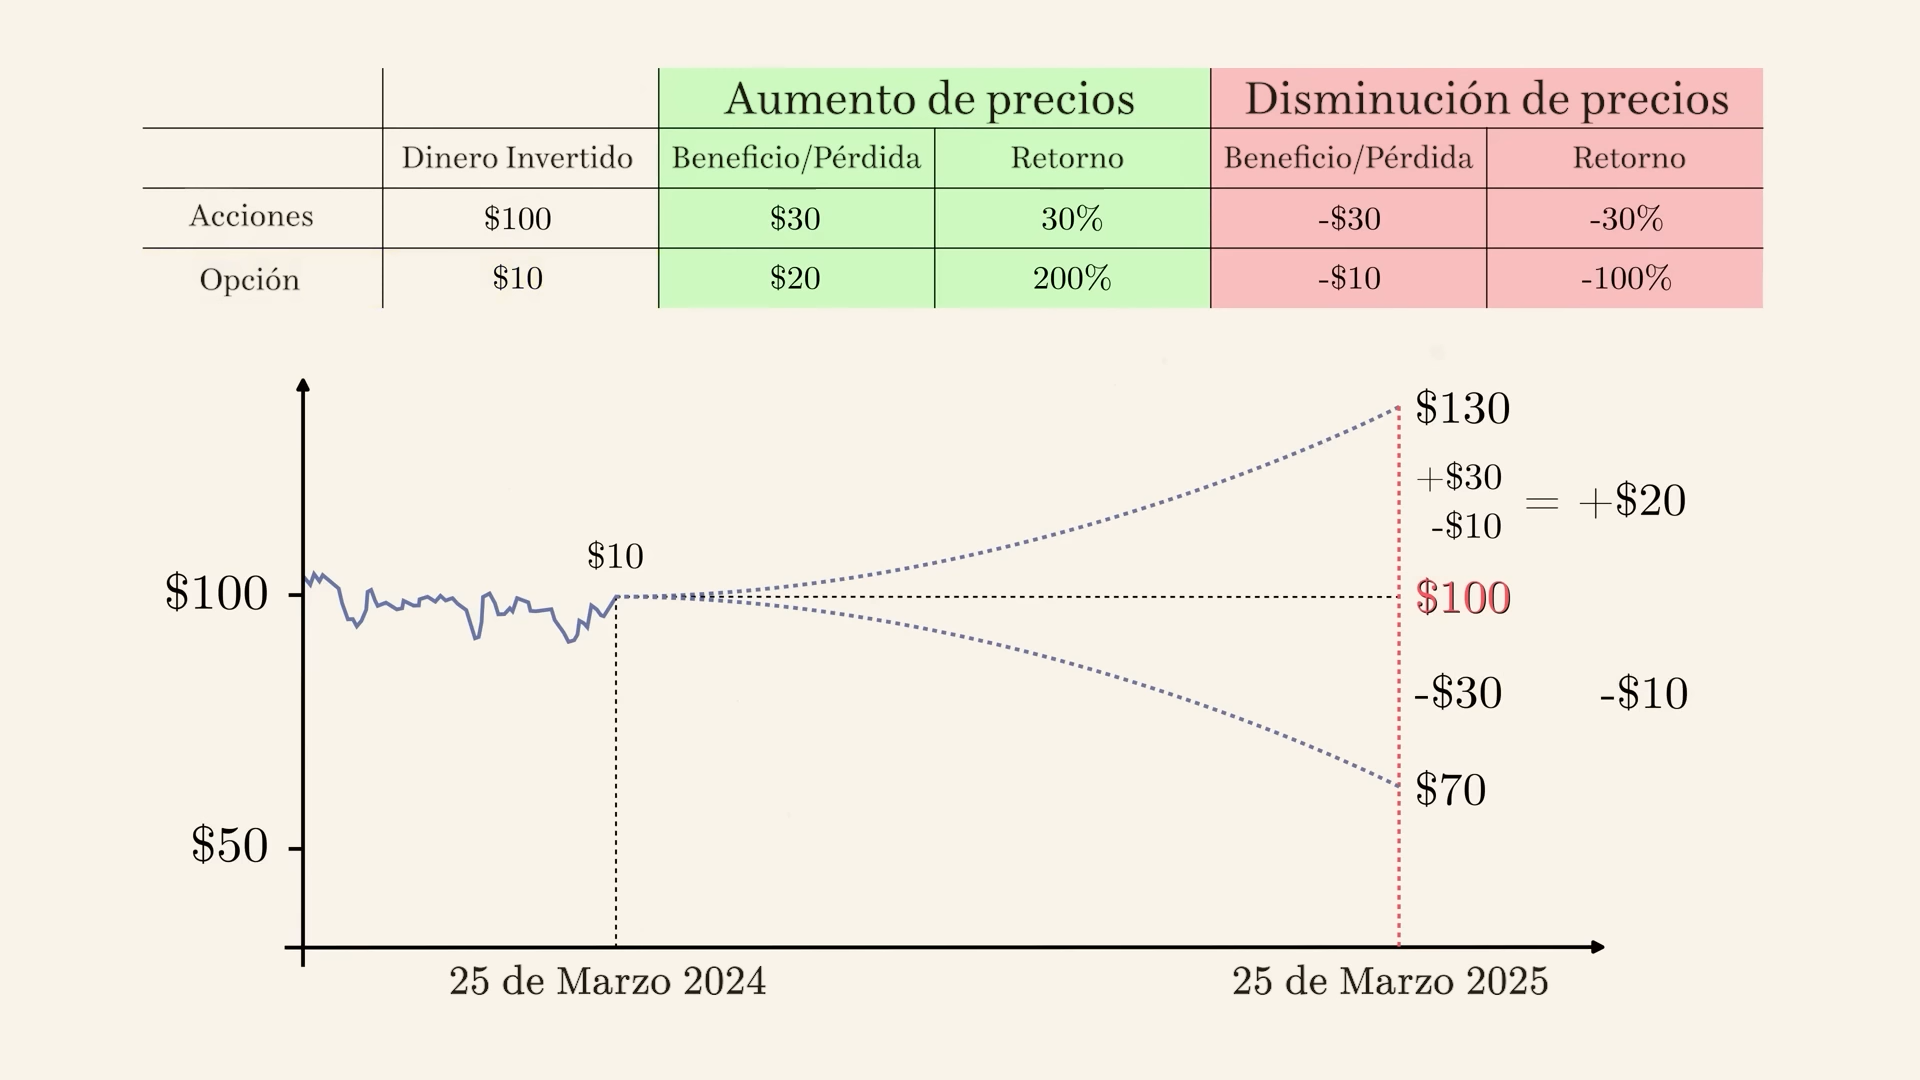 Aumento de precios Disminución de precios
Dinero Invertido Beneficio/Pérdida Retorno Beneficio/Pérdida Retorno
Acciones $100 $30 30% -$30 -30%
Opción $10 $20 200% -$10 -100%
$130
+$30
-$10
= +$20
$10
$100
$100
-$30 -$10
$70
$50
25 de Marzo 2024 25 de Marzo 2025